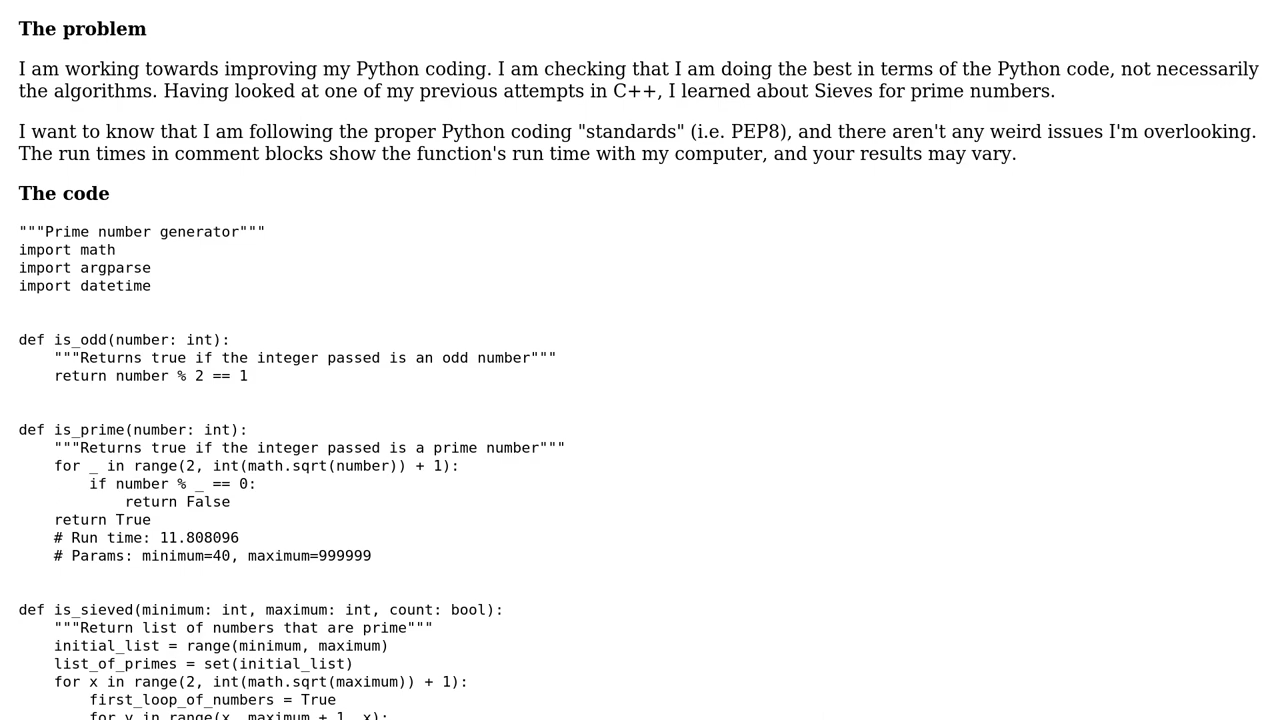 The problem
I am working towards improving my Python coding. I am checking that I am doing the best in terms of the Python code, not necessarily
the algorithms. Having looked at one of my previous attempts in C++, I learned about Sieves for prime numbers.
I want to know that I am following the proper Python coding "standards" (i.e. PEP8), and there aren't any weird issues I'm overlooking.
The run times in comment blocks show the function's run time with my computer, and your results may vary.
The code
"""Prime number generator"""
import math
import argparse
import datetime
def is_odd(number: int):
    """Returns true if the integer passed is an odd number"""
    return number % 2 == 1
def is_prime(number: int):
    """Returns true if the integer passed is a prime number"""
    for _ in range(2, int(math.sqrt(number)) + 1):
        if number % _ == 0:
            return False
    return True
    # Run time: 11.808096
    # Params: minimum=40, maximum=999999
def is_sieved(minimum: int, maximum: int, count: bool):
    """Return list of numbers that are prime"""
    initial_list = range(minimum, maximum)
    list_of_primes = set(initial_list)
    for x in range(2, int(math.sqrt(maximum)) + 1):
        first_loop_of_numbers = True
        for y in range(x, maximum + 1, x):